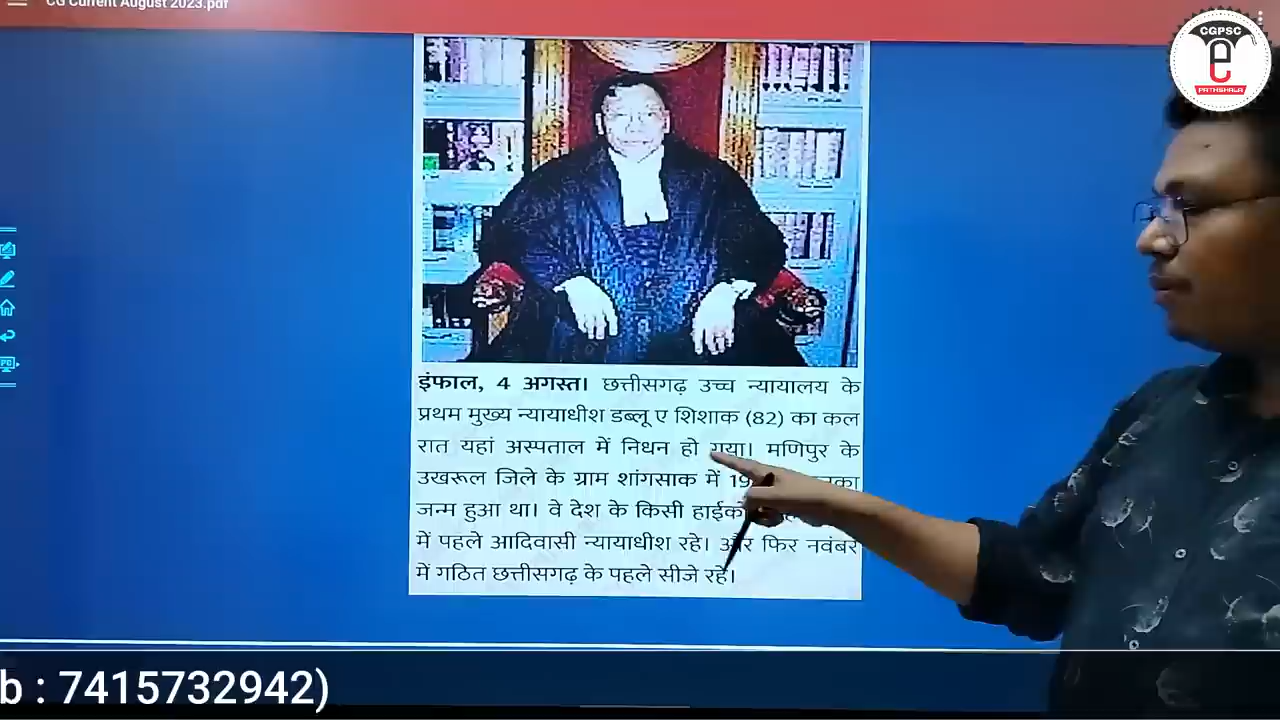 CG Current August 2023.pdf
CGPSC
e
PATHSHALA
इंफाल, 4 अगस्त। छत्तीसगढ़ उच्च न्यायालय के
प्रथम मुख्य न्यायाधीश डब्लू ए शिशाक (82) का कल
रात यहां अस्पताल में निधन हो गया। मणिपुर के
उखरूल जिले के ग्राम शांगसाक में
जन्म हुआ था। वे देश के किसी
में पहले आदिवासी न्यायाधीश रहे। और फिर नवंबर
में गठित छत्तीसगढ़ के पहले सीजे रहे।
b : 7415732942)